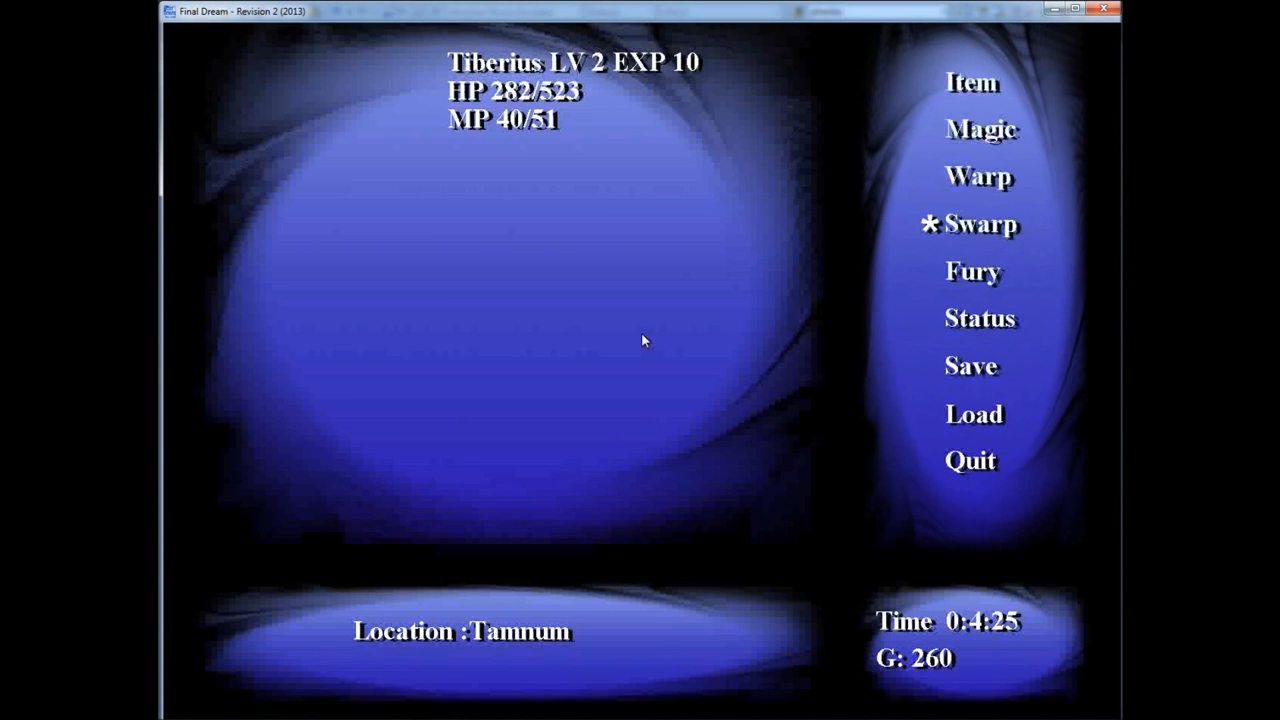 Final Dream - Revision 2 (2013)
Tiberius LV 2 EXP 10
HP 282/523
MP 40/51
Item
Magic
Warp
*Swarp
Fury
Status
Save
Load
Quit
Location :Tamnum
Time 0:4:25
G: 260